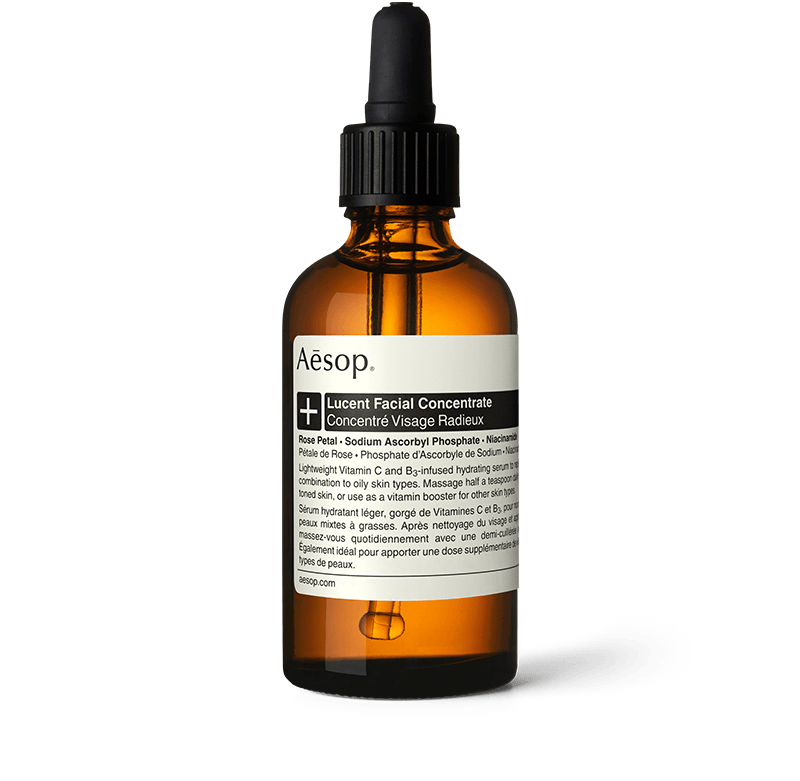 Aēsop®
+
Lucent Facial Concentrate
Concentré Visage Radieux
Rose Petal • Sodium Ascorbyl Phosphate • Niacinamide
Pétale de Rose • Phosphate d'Ascorbyle de Sodium •
Lightweight Vitamin C and B₃-infused hydrating serum to
combination to oily skin types. Massage half a teaspoon
toned skin, or use as a vitamin booster for other skin types.
Sérum hydratant léger, gorgé de Vitamines C et B₃, pour
peaux mixtes à grasses. Après nettoyage du visage et
massez-vous quotidiennement avec une demi-cuillerée
Également idéal pour apporter une dose supplémentaire de
types de peaux.
aesop.com